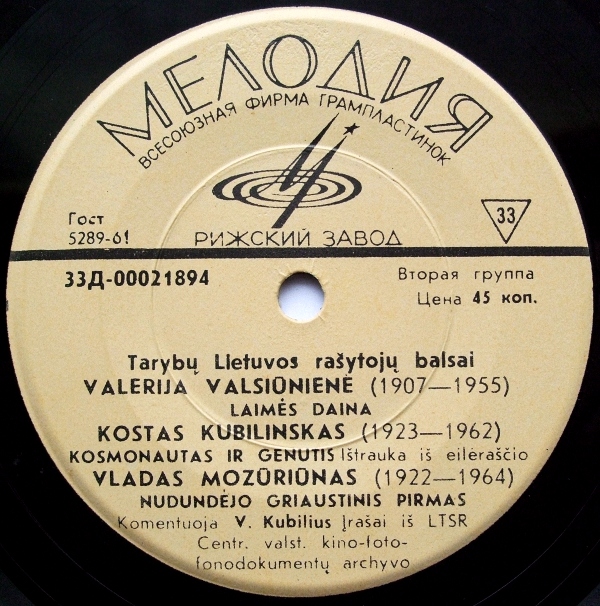 МЕЛОДИЯ
ВСЕСОЮЗНАЯ ФИРМА ГРАМПЛАСТИНОК
Гост
5289-61
33
РИЖСКИЙ ЗАВОД
33Д-00021894
Вторая группа
Цена 45 коп.
Tarybų Lietuvos rašytojų balsai
VALERIJA VALSIŪNIENĖ (1907—1955)
LAIMĖS DAINA
KOSTAS KUBILINSKAS (1923—1962)
KOSMONAUTAS IR GENUTIS Ištrauka iš eilėraščio
VLADAS MOZŪRIŪNAS (1922—1964)
NUDUNDĖJO GRIAUSTINIS PIRMAS
Komentuoja V. Kubilius Įrašai iš LTSR
Centr. valst. kino-foto-
fonodokumentų archyvo